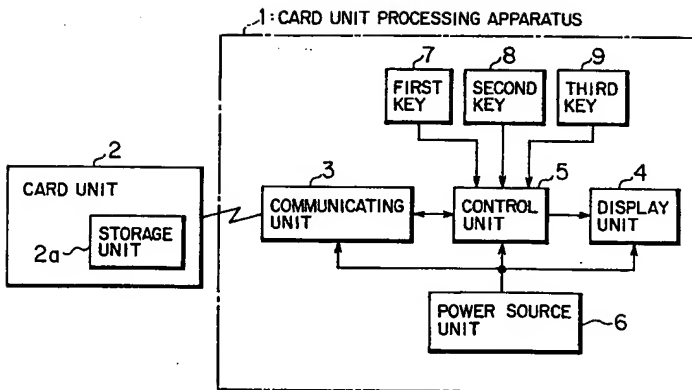 1: CARD UNIT PROCESSING APPARATUS
7
8
9
FIRST
KEY
SECOND
KEY
THIRD
KEY
2
CARD UNIT
2a
STORAGE
UNIT
3
COMMUNICATING
UNIT
5
CONTROL
UNIT
4
DISPLAY
UNIT
POWER SOURCE
UNIT
6